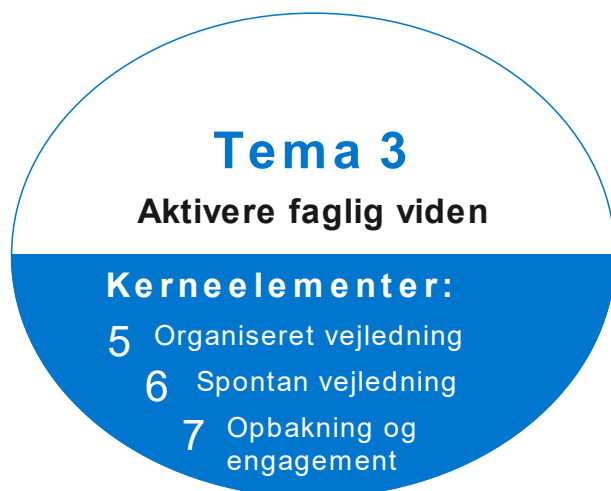 Tema 3
Aktivere faglig viden
Kerneelementer:
5 Organiseret vejledning
6 Spontan vejledning
7 Opbakning og
engagement